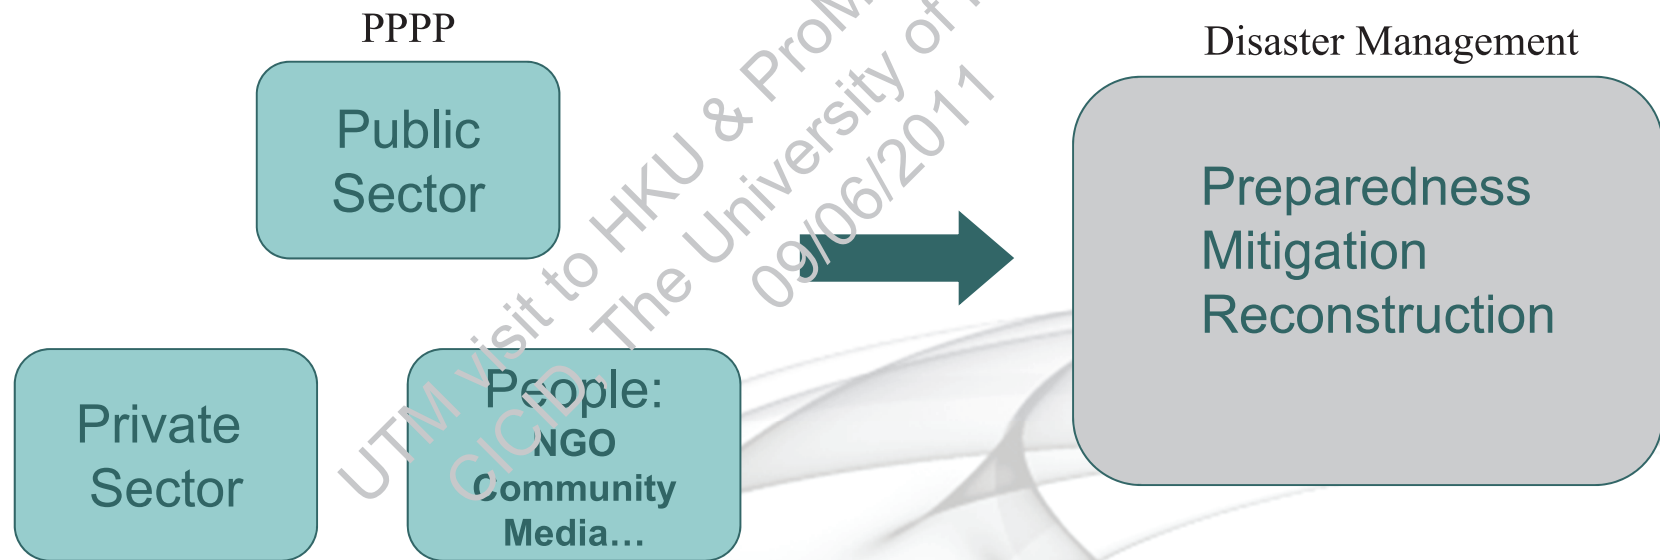 PPPP
Public
Sector
Private
Sector
People:
NGO
Community
Media…
Disaster Management
Preparedness
Mitigation
Reconstruction
UTM visit to HKU & ProM
CICID, The University of
09/06/2011